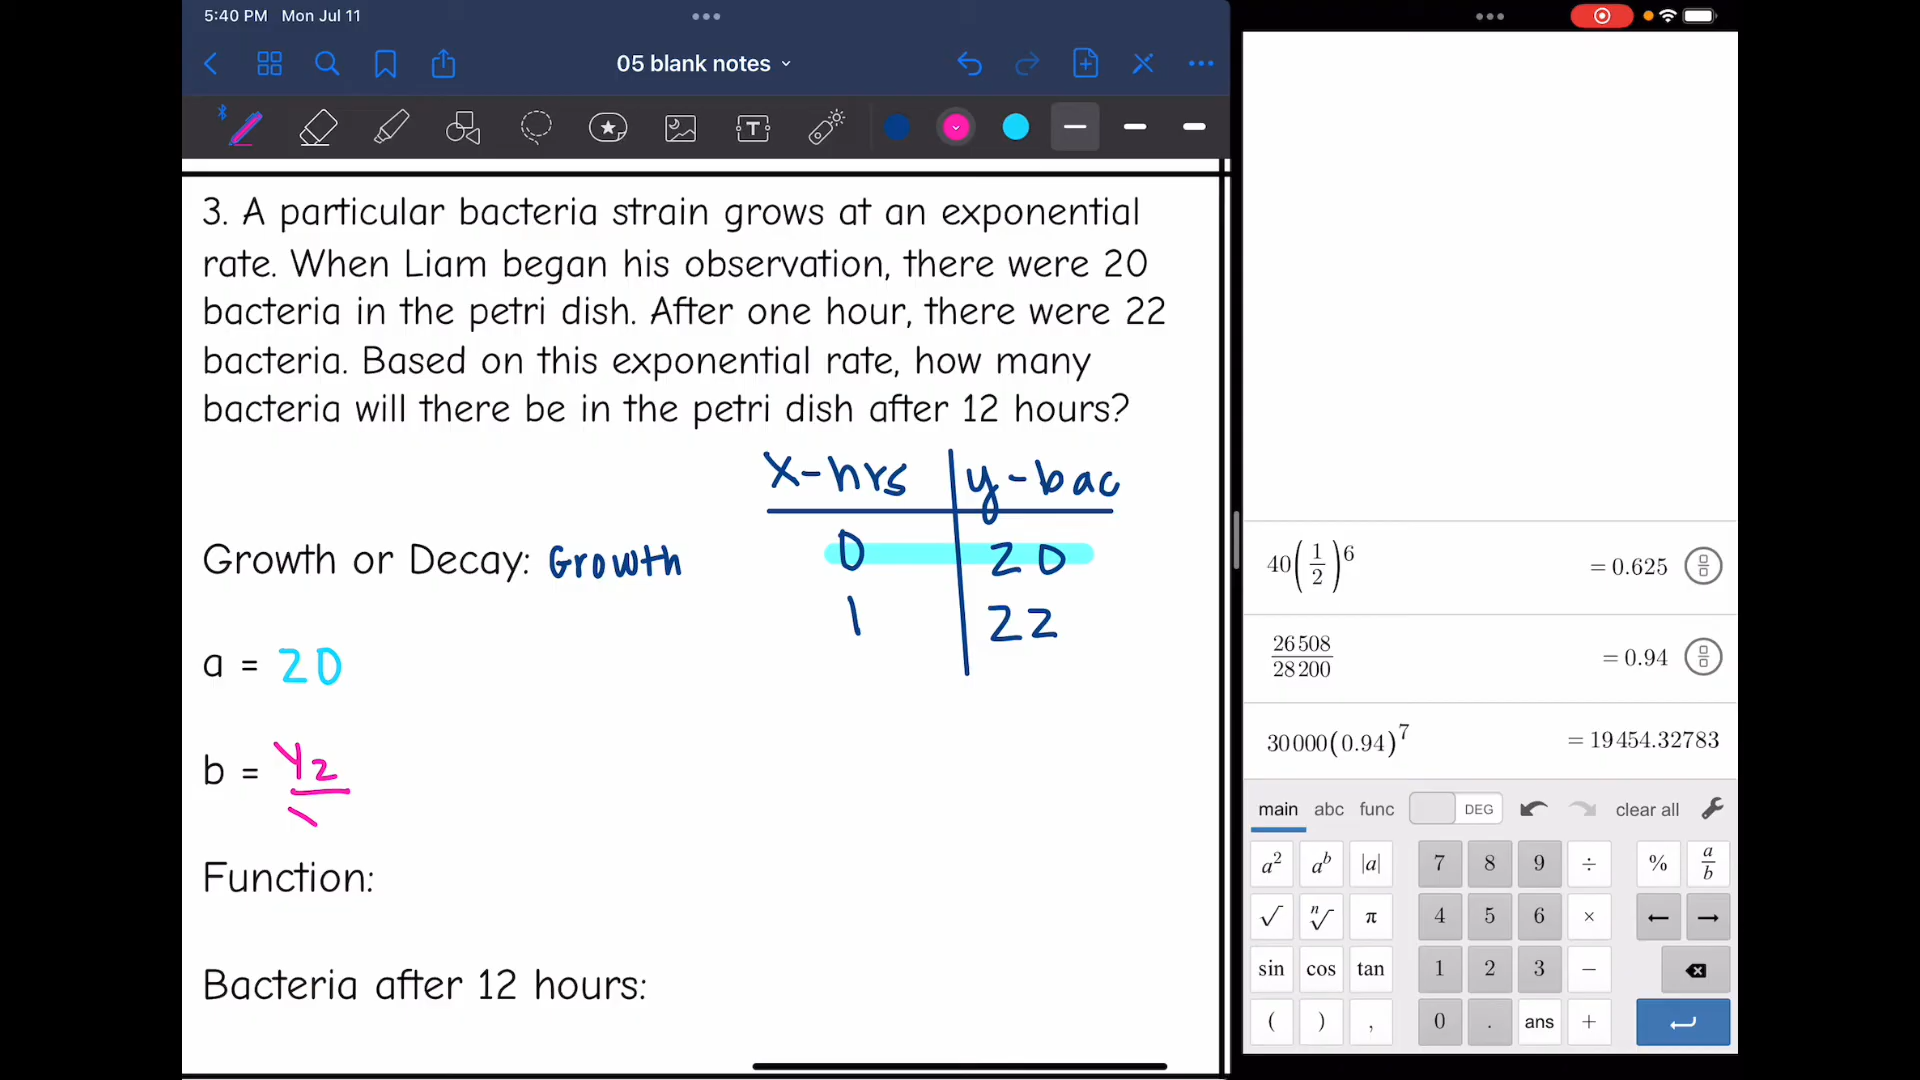 5:40 PM Mon Jul 11
05 blank notes
3. A particular bacteria strain grows at an exponential
rate. When Liam began his observation, there were 20
bacteria in the petri dish. After one hour, there were 22
bacteria. Based on this exponential rate, how many
bacteria will there be in the petri dish after 12 hours?
x-hrs y-bac
0 20
1 22
Growth or Decay: Growth
a = 20
b = y2
Function:
Bacteria after 12 hours:
40(1/2)^6 = 0.625
26508/28200 = 0.94
30000(0.94)^7 = 19454.32783
main abc func DEG clear all
a² a^b |a| 7 8 9 ÷ % a/b
√ ⁿ√ π 4 5 6 × ← →
sin cos tan 1 2 3 −
( ) , 0 . ans +